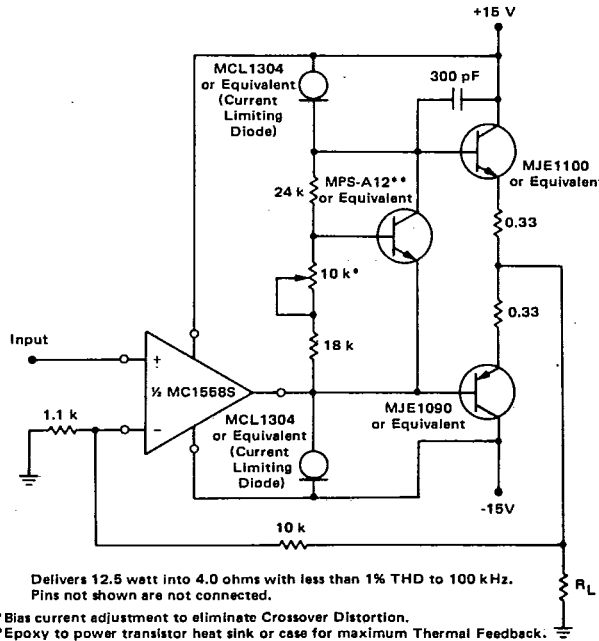 +15 V
MCL1304
or Equivalent
(Current
Limiting
Diode)
300 pF
MJE1100
or Equivalent
24 k
MPS-A12**
or Equivalent
0.33
10 k*
0.33
Input
18 k
+
½ MC1558S
1.1 k
−
MCL1304
or Equivalent
(Current
Limiting
Diode)
MJE1090
or Equivalent
-15V
10 k
RL
Delivers 12.5 watt into 4.0 ohms with less than 1% THD to 100 kHz.
Pins not shown are not connected.
*Bias current adjustment to eliminate Crossover Distortion.
*Epoxy to power transistor heat sink or case for maximum Thermal Feedback.